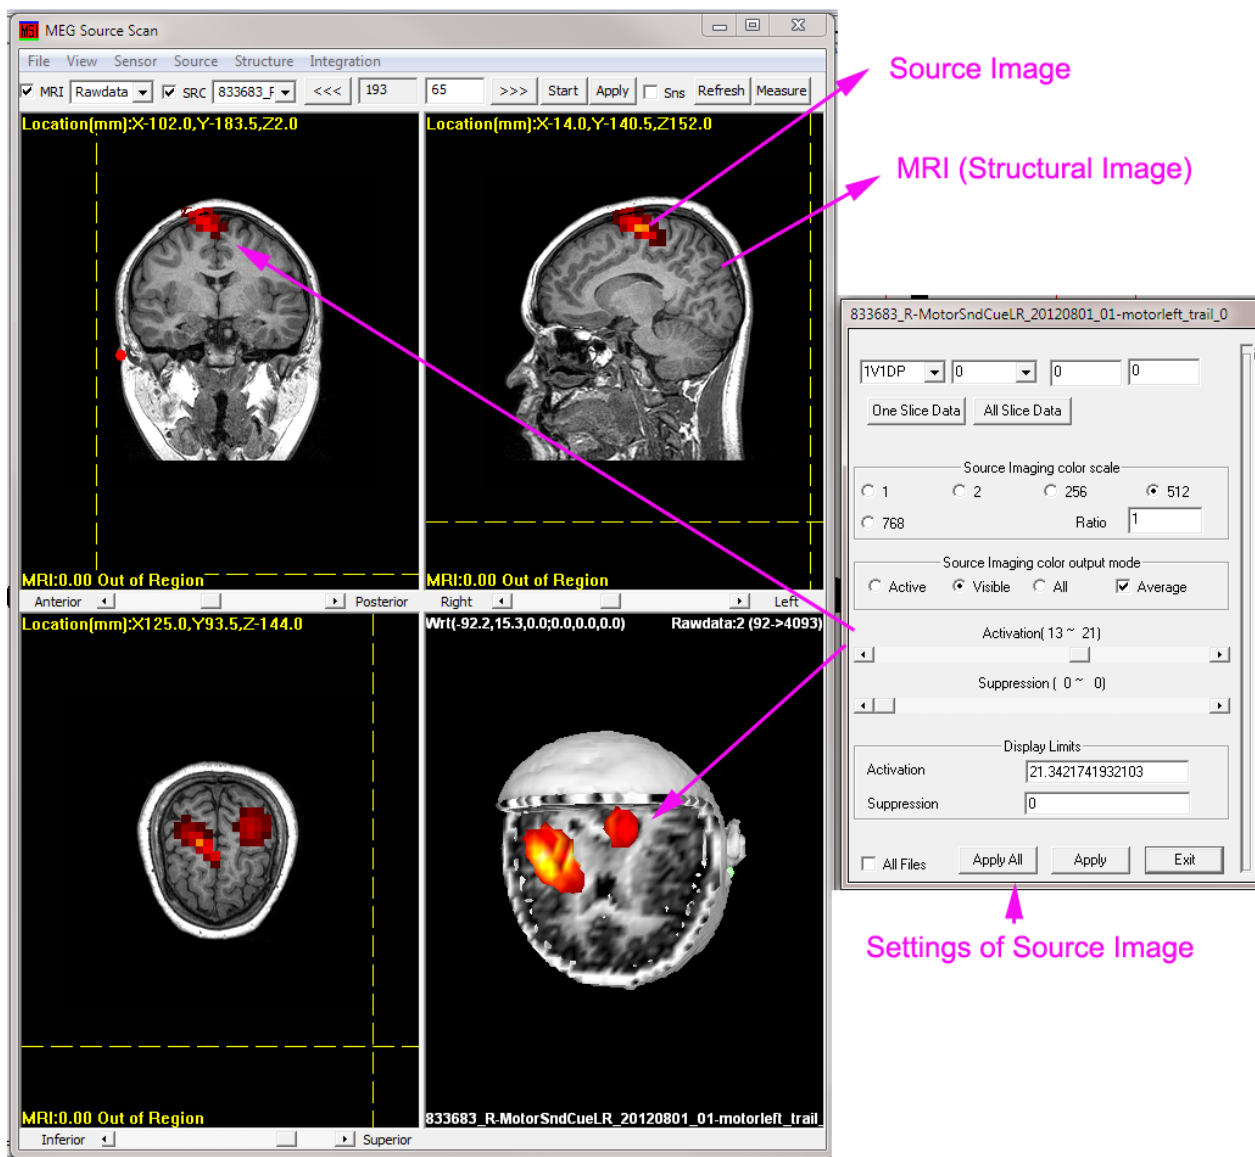 MSI MEG Source Scan
File View Sensor Source Structure Integration
MRI Rawdata SRC 833683_F <<< 193 65 >>> Start Apply Sns Refresh Measure
Location(mm):X-102.0,Y-183.5,Z2.0
MRI:0.00 Out of Region
Anterior Posterior
Location(mm):X-14.0,Y-140.5,Z152.0
MRI:0.00 Out of Region
Right Left
Location(mm):X125.0,Y93.5,Z-144.0
MRI:0.00 Out of Region
Inferior Superior
Wrt(-92.2,15.3,0.0;0.0,0.0,0.0) Rawdata:2 (92->4093)
833683_R-MotorSndCueLR_20120801_01-motorleft_trail_
Source Image
MRI (Structural Image)
833683_R-MotorSndCueLR_20120801_01-motorleft_trail_0
1V1DP 0 0 0
One Slice Data All Slice Data
Source Imaging color scale
1 2 256 512
768 Ratio 1
Source Imaging color output mode
Active Visible All Average
Activation( 13 ~ 21)
Suppression ( 0 ~ 0)
Display Limits
Activation 21.3421741932103
Suppression 0
All Files Apply All Apply Exit
Settings of Source Image